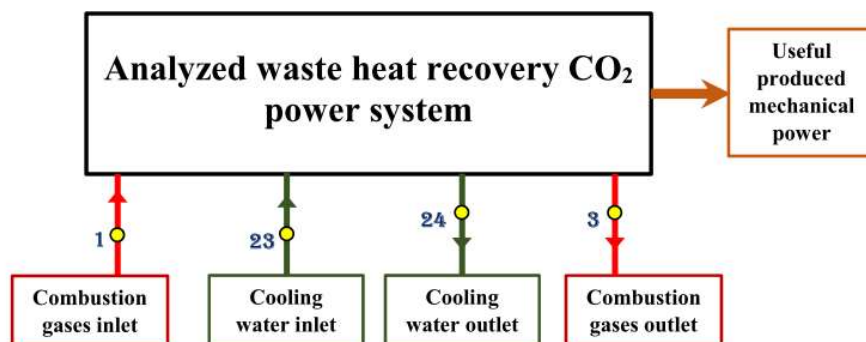 Analyzed waste heat recovery CO₂
power system
Useful
produced
mechanical
power
1
23
24
3
Combustion
gases inlet
Cooling
water inlet
Cooling
water outlet
Combustion
gases outlet